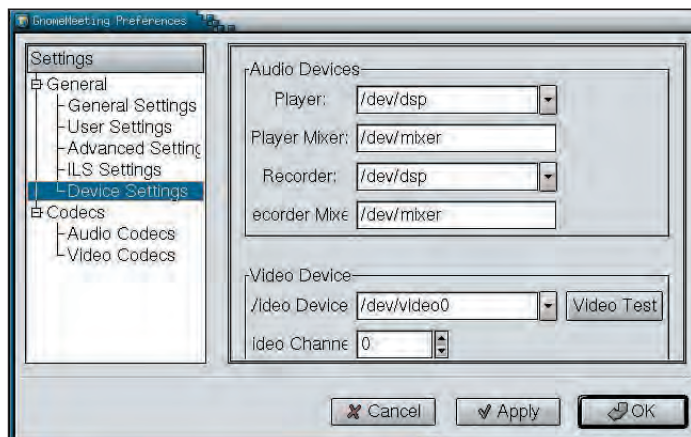 GnomeMeeting Preferences
Settings
General
General Settings
User Settings
Advanced Setting
ILS Settings
Device Settings
Codecs
Audio Codecs
Video Codecs
Audio Devices
Player: /dev/dsp
Player Mixer: /dev/mixer
Recorder: /dev/dsp
ecorder Mixe /dev/mixer
Video Device
/ideo Device /dev/video0 Video Test
ideo Channe 0
Cancel Apply OK